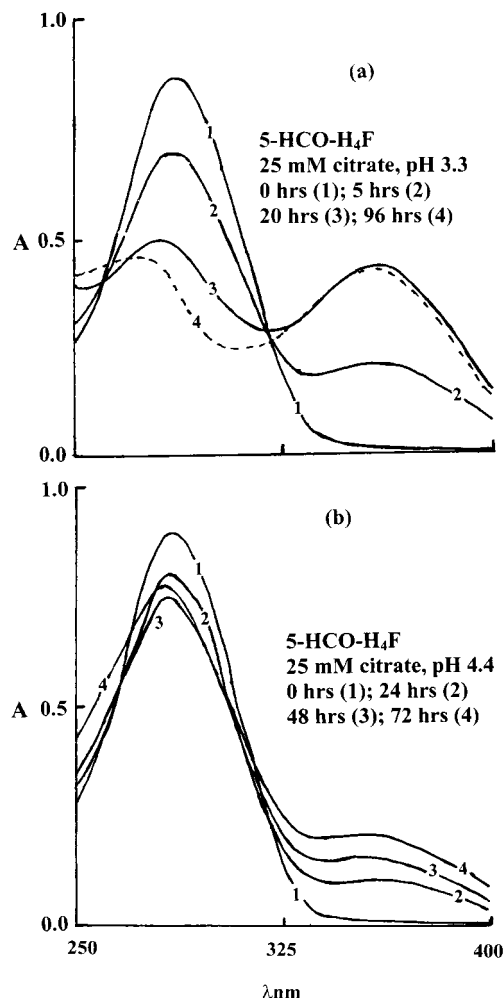 1.0
(a)
1
5-HCO-H₄F
25 mM citrate, pH 3.3
0 hrs (1); 5 hrs (2)
20 hrs (3); 96 hrs (4)
2
A
0.5
3
4
2
1
0.0
1.0
(b)
1
5-HCO-H₄F
25 mM citrate, pH 4.4
0 hrs (1); 24 hrs (2)
48 hrs (3); 72 hrs (4)
2
4
3
A
0.5
4
3
2
1
0.0
250
325
400
λnm